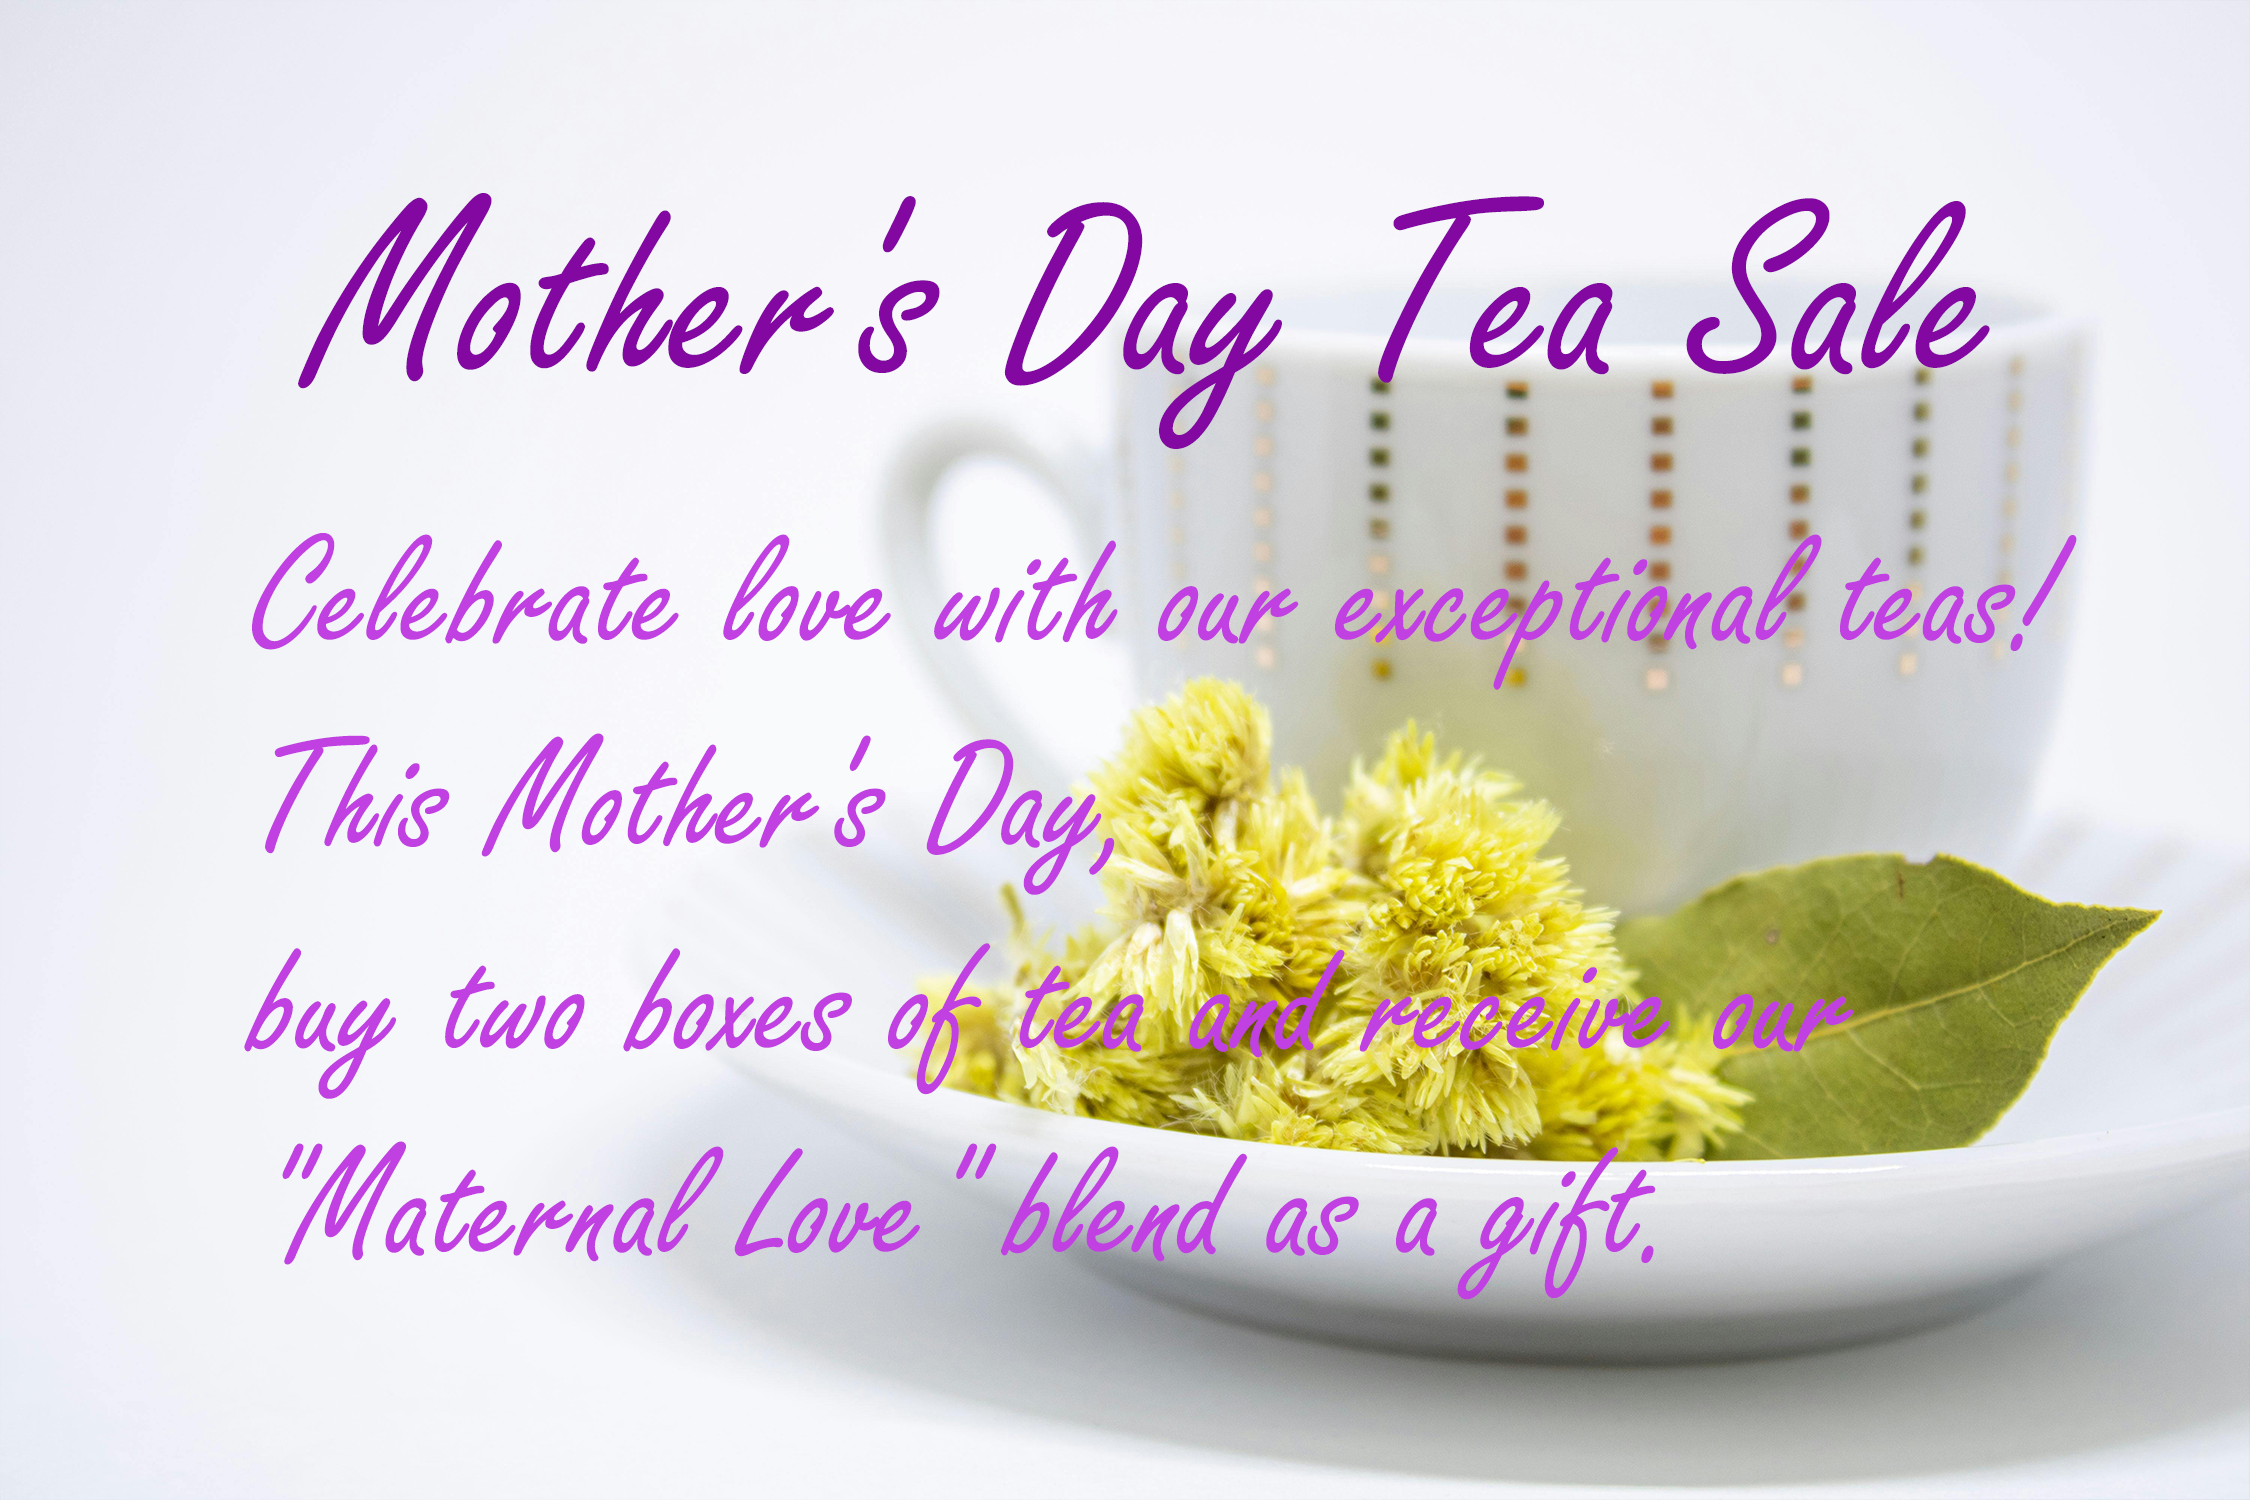 Mother's Day Tea Sale
Celebrate love with our exceptional teas!
This Mother's Day,
buy two boxes of tea and receive our
"Maternal Love" blend as a gift.